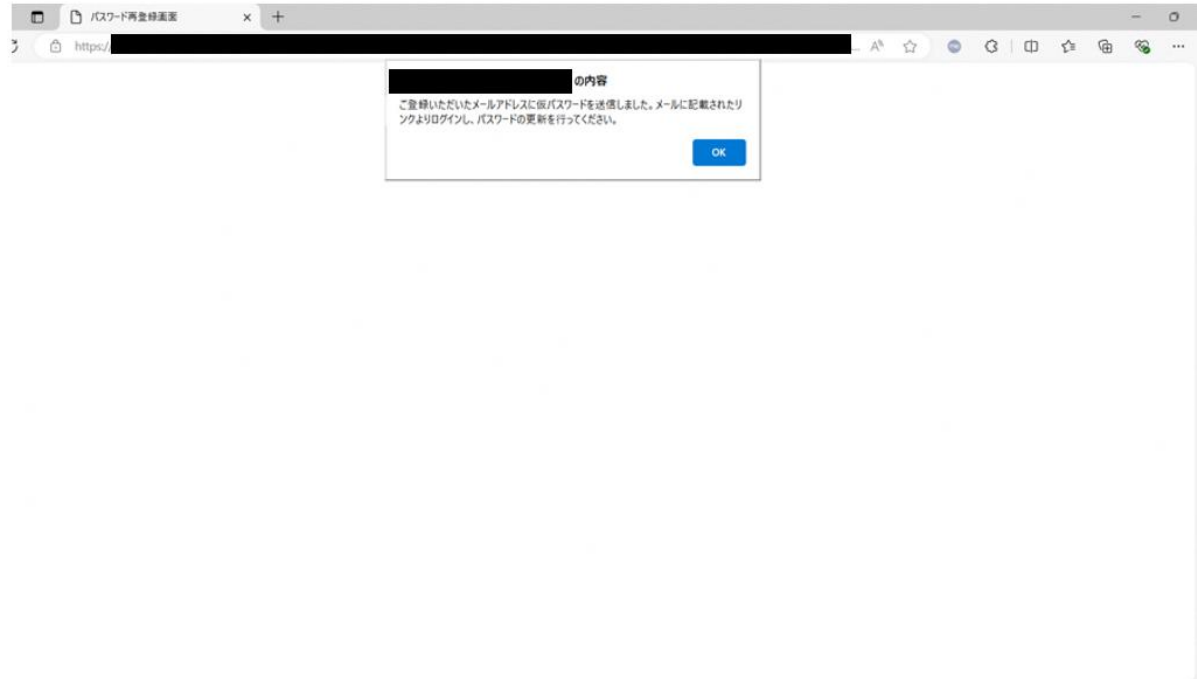 パスワード再登録画面
https:/
の内容
ご登録いただいたメールアドレスに仮パスワードを送信しました。メールに記載されたリ
ンクよりログインし、パスワードの更新を行ってください。
OK